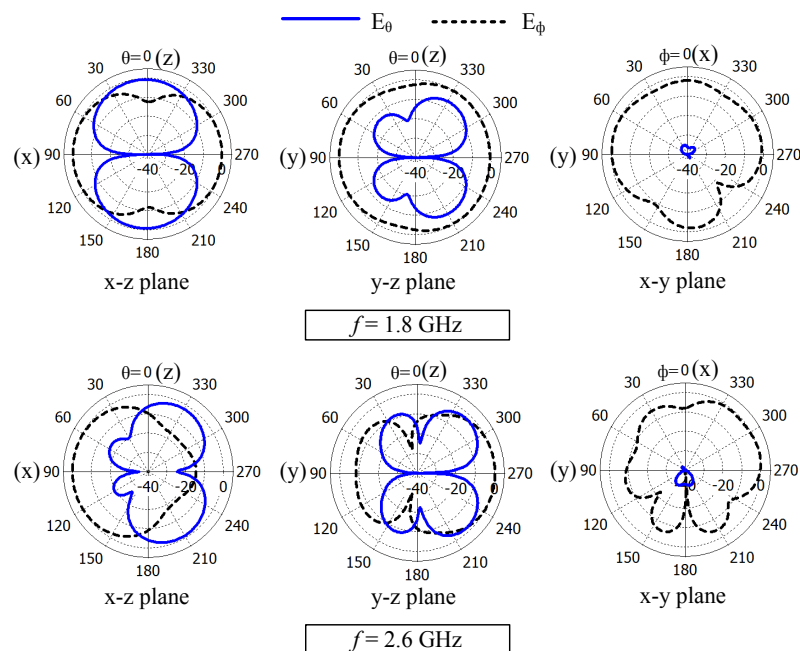 E_θ E_ϕ
θ= 0 (z) θ= 0 (z) ϕ= 0 (x)
30 330 30 330 30 330
60 300 60 300 60 300
(x) 90 270 (y) 90 270 (y) 90 270
-40 -20 0 -40 -20 0 -40 -20 0
120 240 120 240 120 240
150 210 150 210 150 210
180 180 180
x-z plane y-z plane x-y plane
f = 1.8 GHz
θ= 0 (z) θ= 0 (z) ϕ= 0 (x)
30 330 30 330 30 330
60 300 60 300 60 300
(x) 90 270 (y) 90 270 (y) 90 270
-40 -20 0 -40 -20 0 -40 -20 0
120 240 120 240 120 240
150 210 150 210 150 210
180 180 180
x-z plane y-z plane x-y plane
f = 2.6 GHz